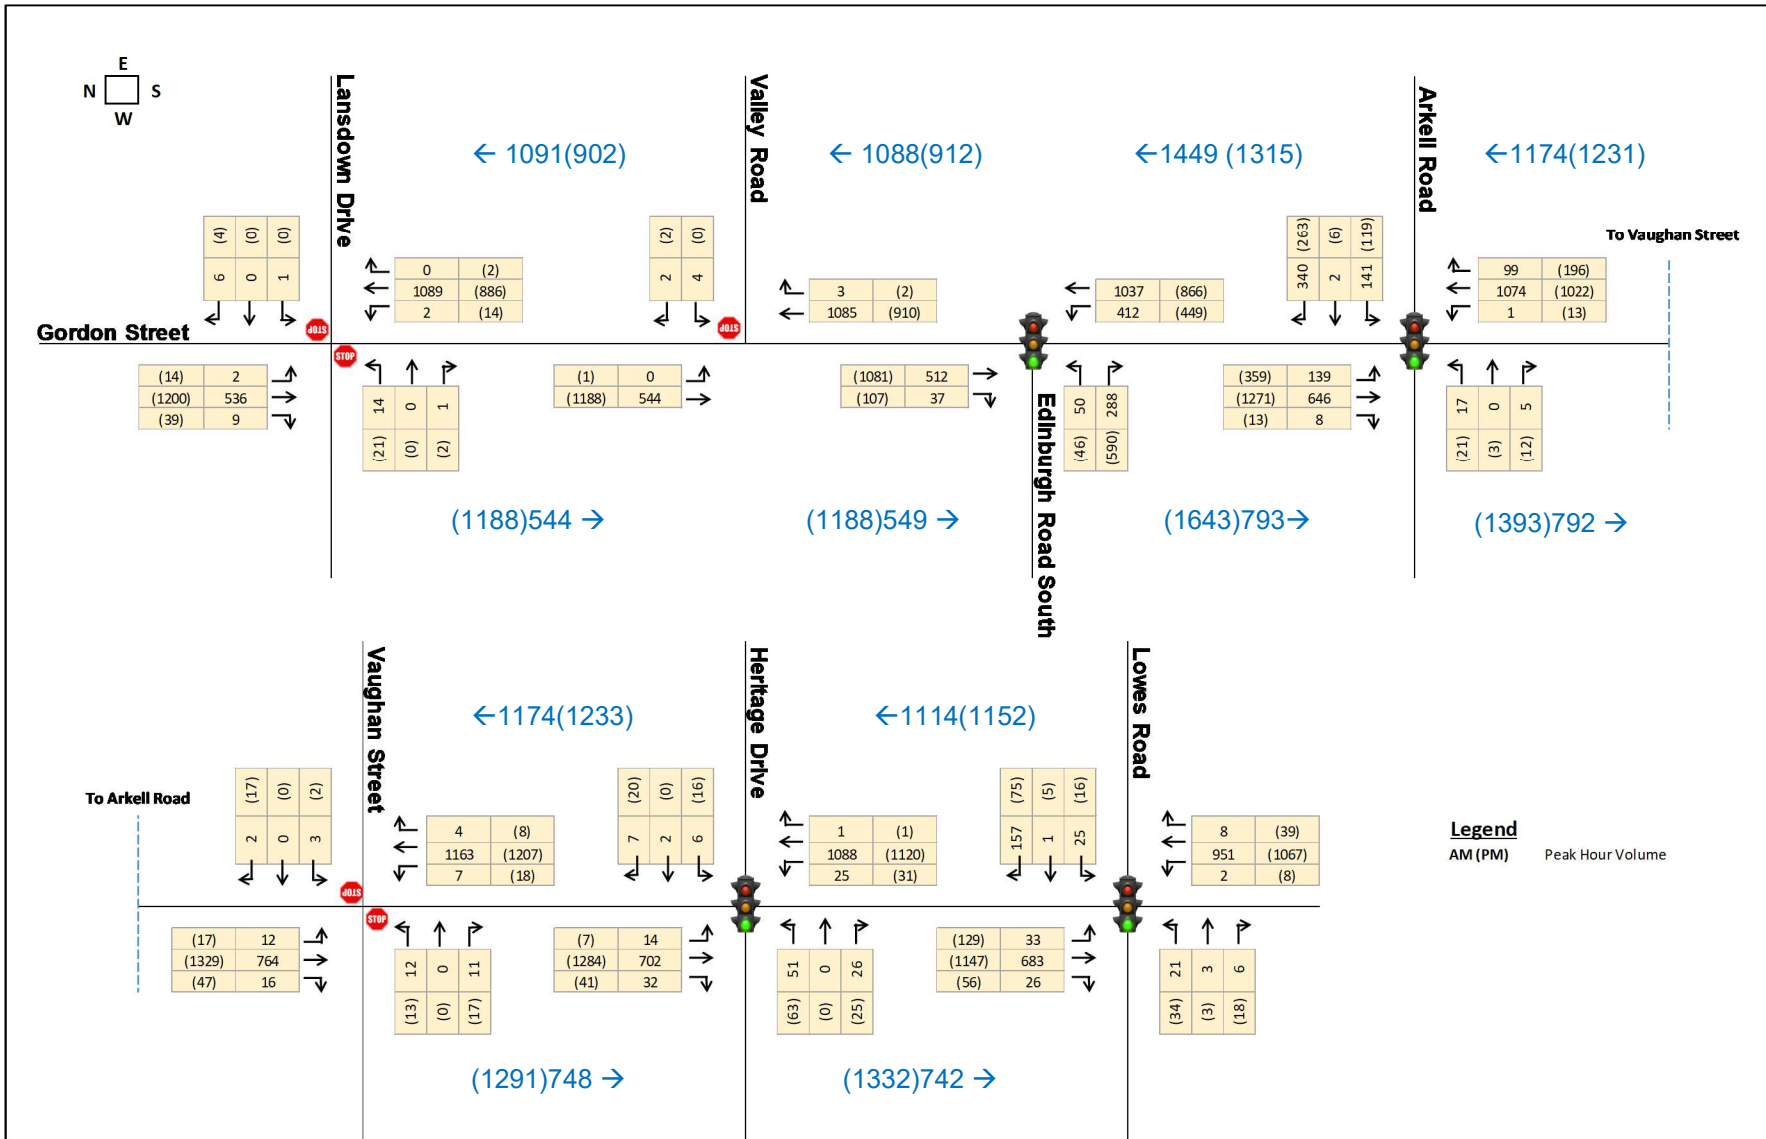 E
N S
W
Lansdown Drive
Valley Road
Arkell Road
← 1091(902)
← 1088(912)
←1449 (1315)
←1174(1231)
To Vaughan Street
(4) (0) (0)
6 0 1
0 (2)
1089 (886)
2 (14)
(2) (0)
2 4
3 (2)
1085 (910)
1037 (866)
412 (449)
(263) (6) (119)
340 2 141
99 (196)
1074 (1022)
1 (13)
Gordon Street
STOP
STOP
STOP
(14) 2
(1200) 536
(39) 9
14 0 1
(21) (0) (2)
(1) 0
(1188) 544
(1081) 512
(107) 37
Edinburgh Road South
50 288
(46) (590)
(359) 139
(1271) 646
(13) 8
17 0 5
(21) (3) (12)
(1188)544 →
(1188)549 →
(1643)793→
(1393)792 →
Vaughan Street
Heritage Drive
Lowes Road
←1174(1233)
←1114(1152)
To Arkell Road
(17) (0) (2)
2 0 3
4 (8)
1163 (1207)
7 (18)
(20) (0) (16)
7 2 6
1 (1)
1088 (1120)
25 (31)
(75) (5) (16)
157 1 25
8 (39)
951 (1067)
2 (8)
Legend
AM (PM) Peak Hour Volume
STOP
STOP
(17) 12
(1329) 764
(47) 16
12 0 11
(13) (0) (17)
(7) 14
(1284) 702
(41) 32
51 0 26
(63) (0) (25)
(129) 33
(1147) 683
(56) 26
21 3 6
(34) (3) (18)
(1291)748 →
(1332)742 →